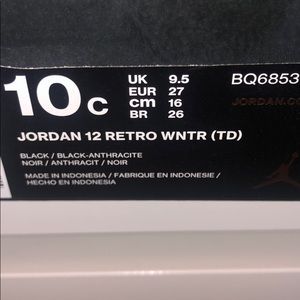 10C
UK 9.5
EUR 27
cm 16
BR 26
BQ6853
JORDAN 12 RETRO WNTR (TD)
BLACK / BLACK-ANTHRACITE
NOIR / ANTHRACIT / NOIR
MADE IN INDONESIA / FABRIQUE EN INDONESIE /
HECHO EN INDONESIA